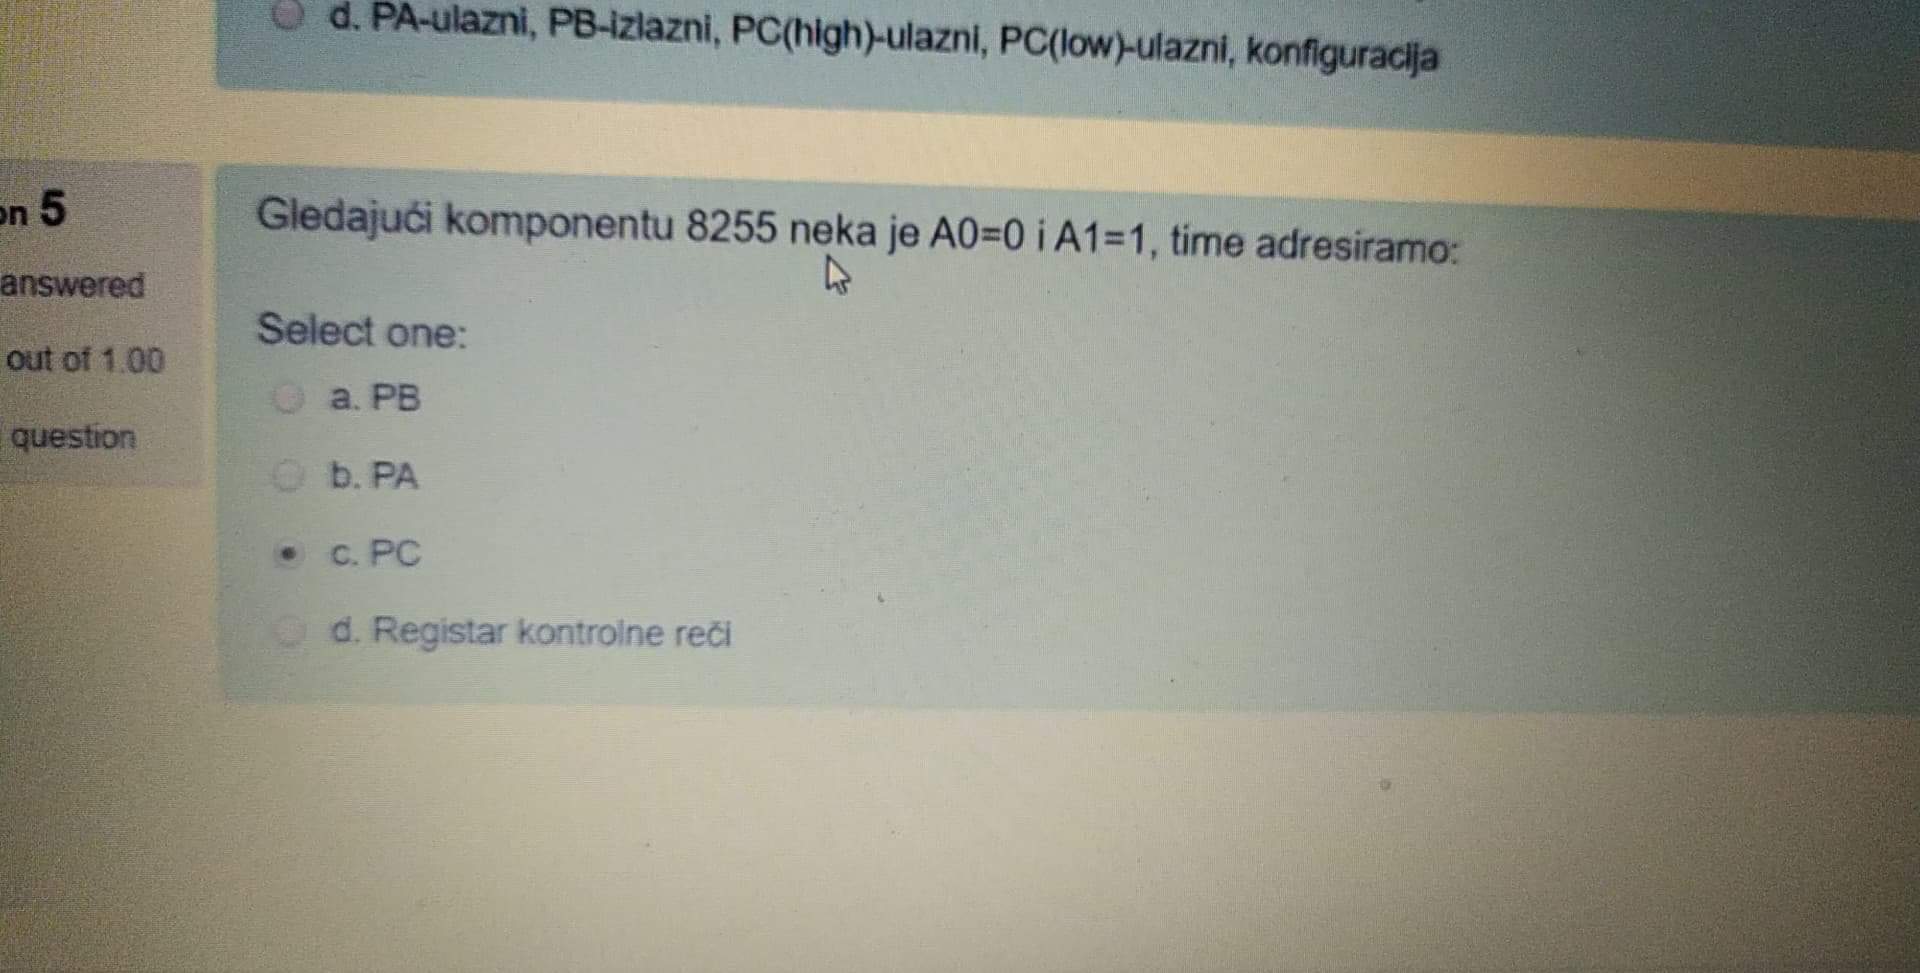 d. PA-ulazni, PB-izlazni, PC(high)-ulazni, PC(low)-ulazni, konfiguracija
on 5
answered
out of 1.00
question
Gledajući komponentu 8255 neka je A0=0 i A1=1, time adresiramo:
Select one:
a. PB
b. PA
c. PC
d. Registar kontrolne reči